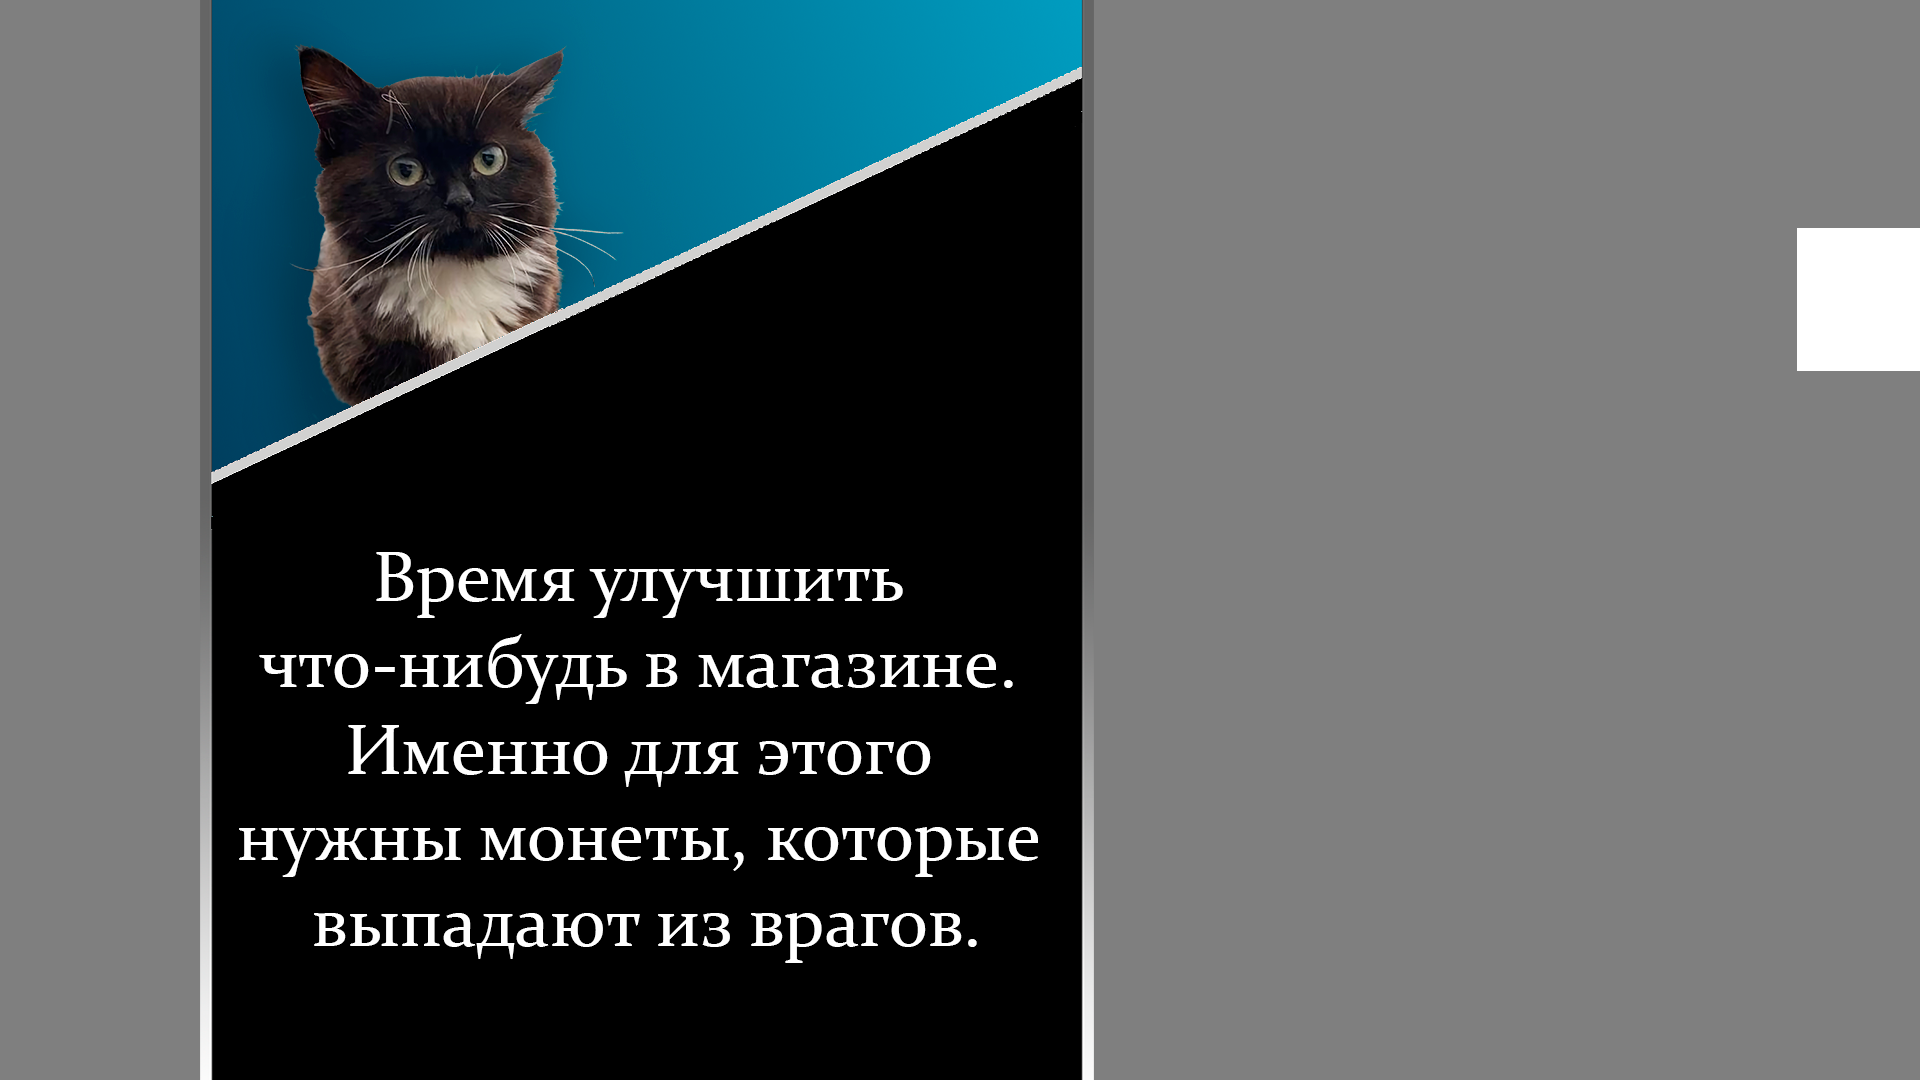 Время улучшить
что-нибудь в магазине.
Именно для этого
нужны монеты, которые
выпадают из врагов.